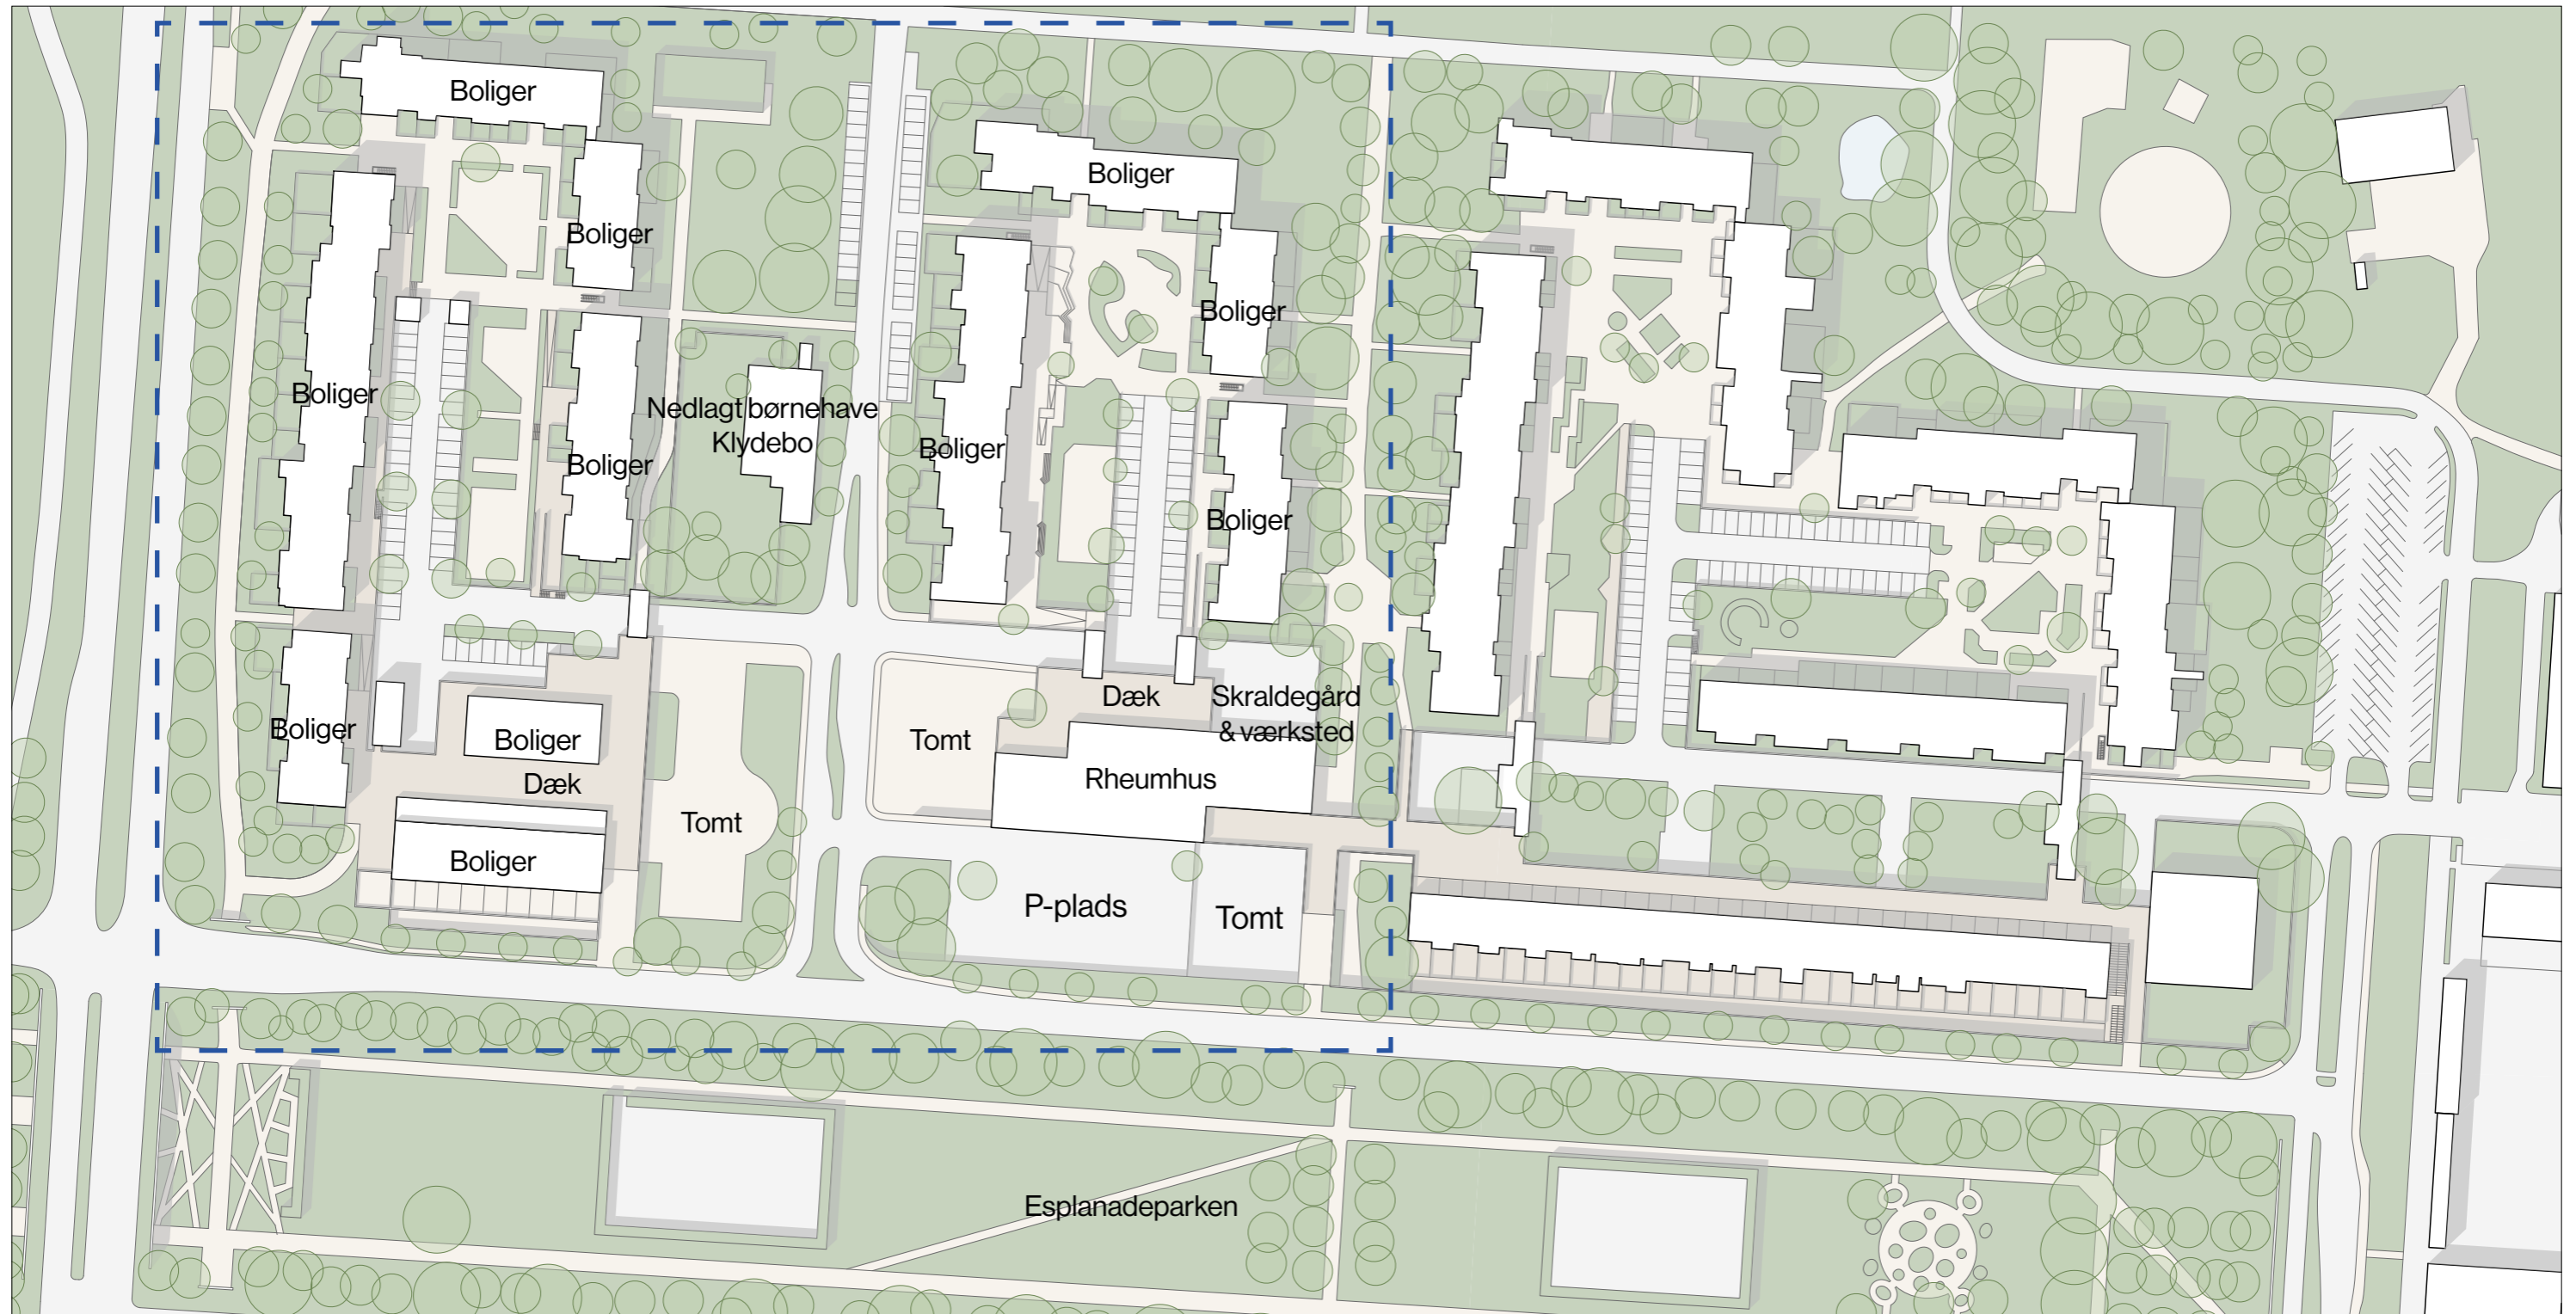 Boliger
Boliger
Boliger
Boliger
Boliger
Boliger
Dæk
Boliger
Nedlagt børnehave
Klydebo
Tomt
Boliger
Boliger
Boliger
Boliger
Dæk
Skraldegård
& værksted
Tomt
Rheumhus
P-plads
Tomt
Esplanadeparken